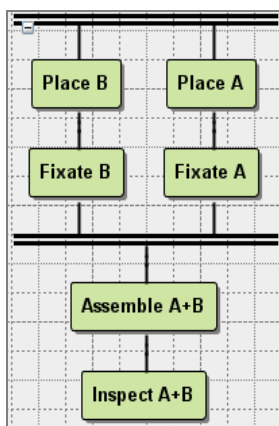 Place B
Place A
Fixate B
Fixate A
Assemble A+B
Inspect A+B